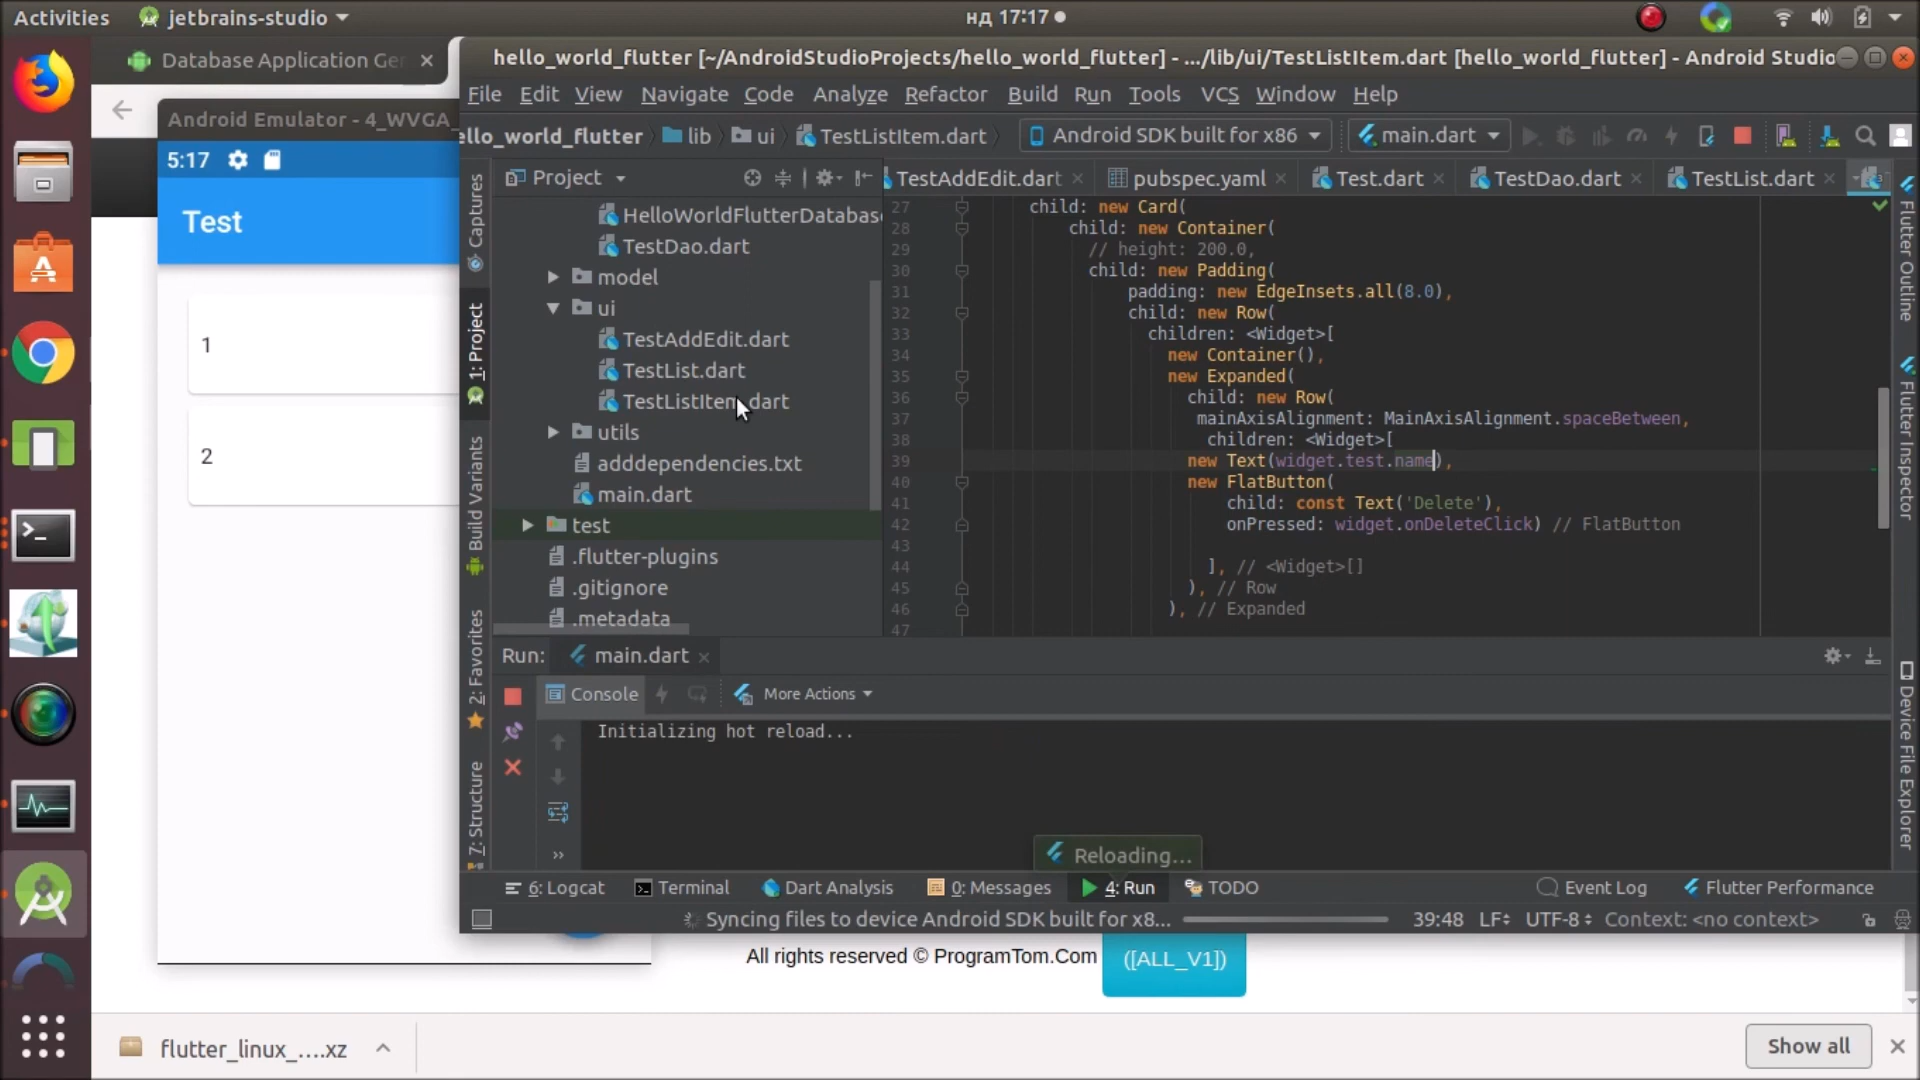 Activities
jetbrains-studio
нд 17:17
Database Application Ge
hello_world_flutter [~/AndroidStudioProjects/hello_world_flutter] - .../lib/ui/TestListItem.dart [hello_world_flutter] - Android Studio
File Edit View Navigate Code Analyze Refactor Build Run Tools VCS Window Help
Android Emulator - 4_WVGA_
ello_world_flutter lib ui TestListItem.dart Android SDK built for x86 main.dart
5:17
Test
1
2
Captures
1: Project
Build Variants
2: Favorites
7: Structure
Project
HelloWorldFlutterDatabase
TestDao.dart
model
ui
TestAddEdit.dart
TestList.dart
TestListItem.dart
utils
adddependencies.txt
main.dart
test
.flutter-plugins
.gitignore
.metadata
TestAddEdit.dart pubspec.yaml Test.dart TestDao.dart TestList.dart
27 child: new Card(
28 child: new Container(
29 // height: 200.0,
30 child: new Padding(
31 padding: new EdgeInsets.all(8.0),
32 child: new Row(
33 children: <Widget>[
34 new Container(),
35 new Expanded(
36 child: new Row(
37 mainAxisAlignment: MainAxisAlignment.spaceBetween,
38 children: <Widget>[
39 new Text(widget.test.name),
40 new FlatButton(
41 child: const Text('Delete'),
42 onPressed: widget.onDeleteClick) // FlatButton
43
44 ], // <Widget>[]
45 ), // Row
46 ), // Expanded
47
Flutter Outline
Flutter Inspector
Device File Explorer
Run: main.dart
Console More Actions
Initializing hot reload...
Reloading...
6: Logcat Terminal Dart Analysis 0: Messages 4: Run TODO Event Log Flutter Performance
Syncing files to device Android SDK built for x8... 39:48 LF UTF-8 Context: <no context>
All rights reserved © ProgramTom.Com ([ALL_V1])
flutter_linux_....xz
Show all